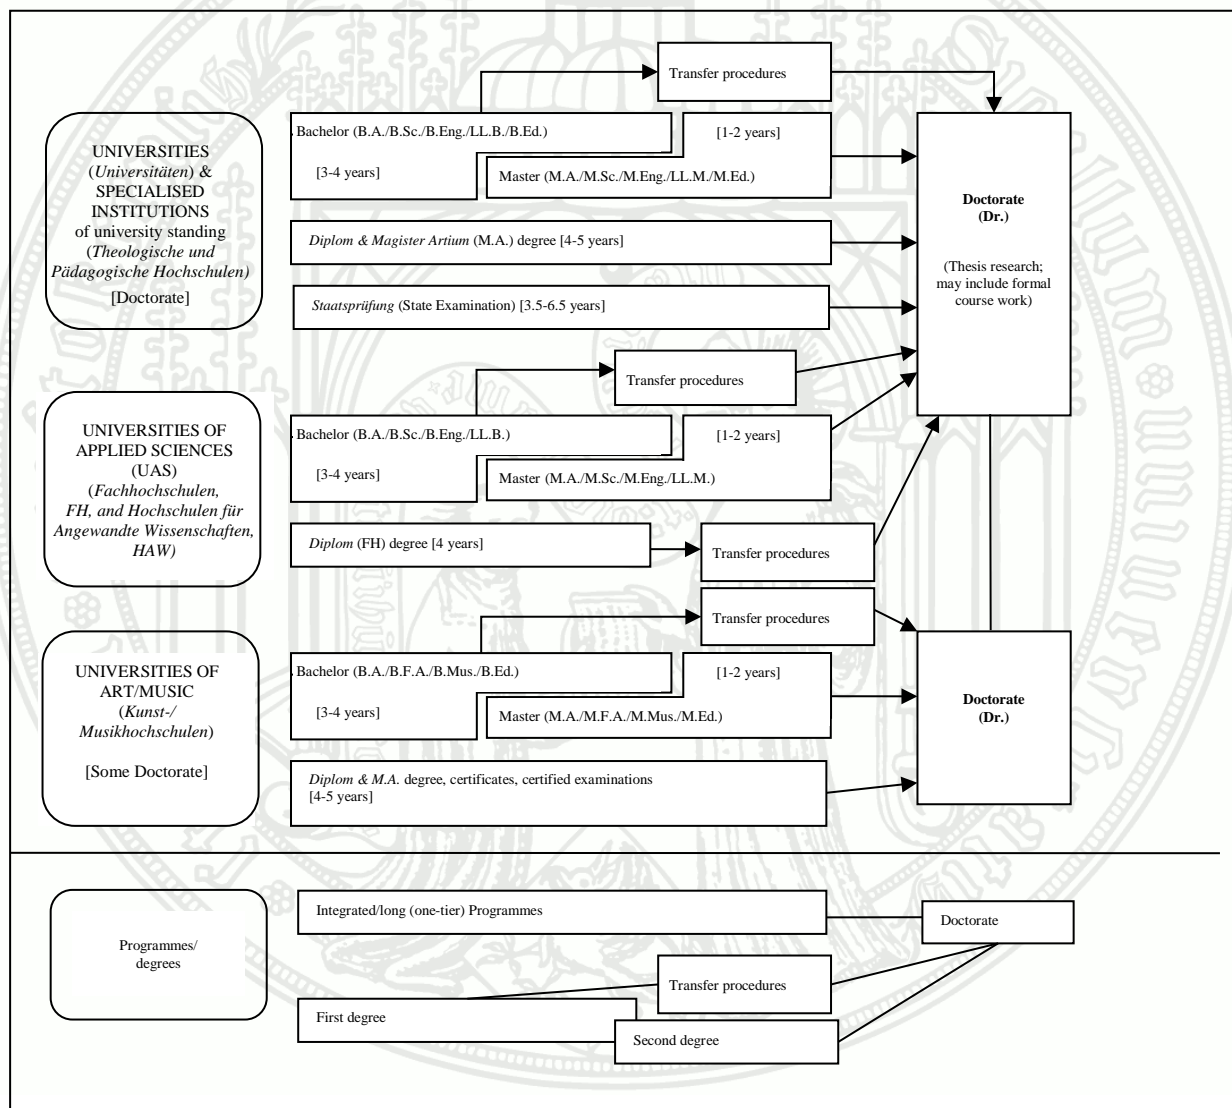 Transfer procedures
UNIVERSITIES
(Universitäten) &
SPECIALISED
INSTITUTIONS
of university standing
(Theologische und
Pädagogische Hochschulen)
[Doctorate]
Bachelor (B.A./B.Sc./B.Eng./LL.B./B.Ed.)
[1-2 years]
[3-4 years]
Master (M.A./M.Sc./M.Eng./LL.M./M.Ed.)
Diplom & Magister Artium (M.A.) degree [4-5 years]
Staatsprüfung (State Examination) [3.5-6.5 years]
Doctorate
(Dr.)
(Thesis research;
may include formal
course work)
Transfer procedures
UNIVERSITIES OF
APPLIED SCIENCES
(UAS)
(Fachhochschulen,
FH, and Hochschulen für
Angewandte Wissenschaften,
HAW)
Bachelor (B.A./B.Sc./B.Eng./LL.B.)
[1-2 years]
[3-4 years]
Master (M.A./M.Sc./M.Eng./LL.M.)
Diplom (FH) degree [4 years]
Transfer procedures
Transfer procedures
UNIVERSITIES OF
ART/MUSIC
(Kunst-/
Musikhochschulen)
[Some Doctorate]
Bachelor (B.A./B.F.A./B.Mus./B.Ed.)
[1-2 years]
[3-4 years]
Master (M.A./M.F.A./M.Mus./M.Ed.)
Diplom & M.A. degree, certificates, certified examinations
[4-5 years]
Doctorate
(Dr.)
Programmes/
degrees
Integrated/long (one-tier) Programmes
Doctorate
Transfer procedures
First degree
Second degree